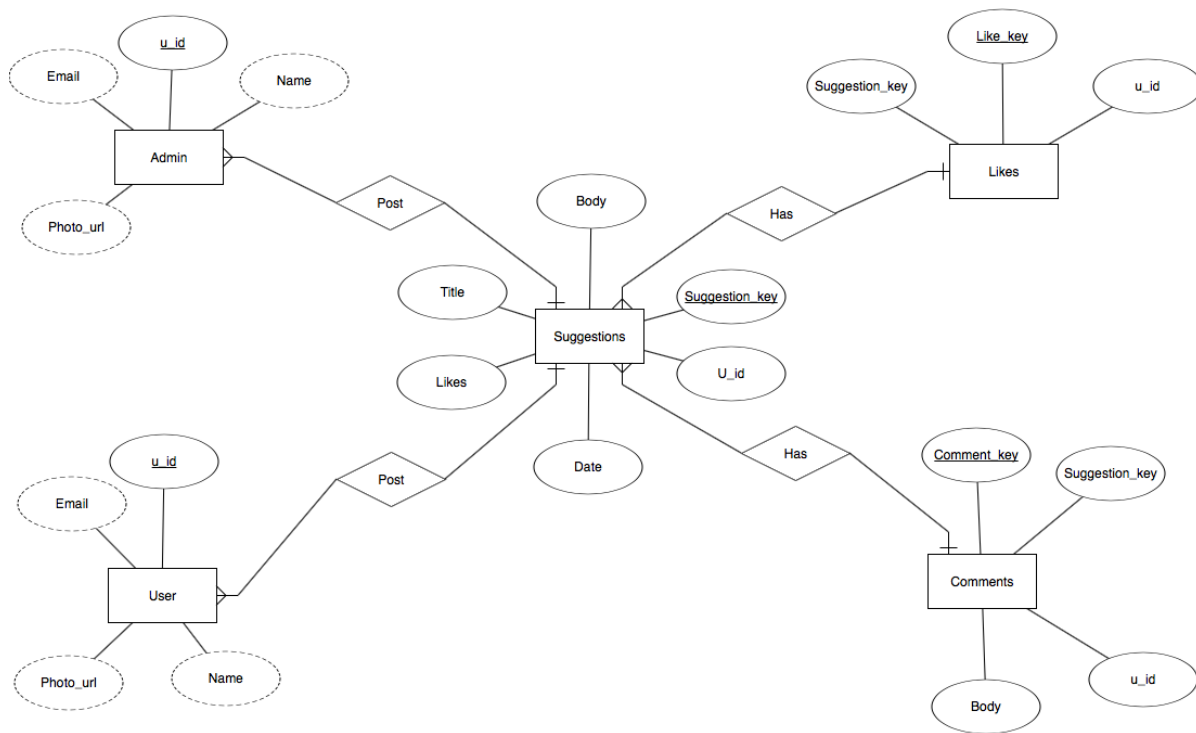 u_id
Email
Name
Admin
Photo_url
Post
Like_key
Suggestion_key
u_id
Likes
Has
Body
Title
Suggestion_key
Suggestions
Likes
U_id
Date
u_id
Email
Post
User
Photo_url
Name
Has
Comment_key
Suggestion_key
Comments
Body
u_id